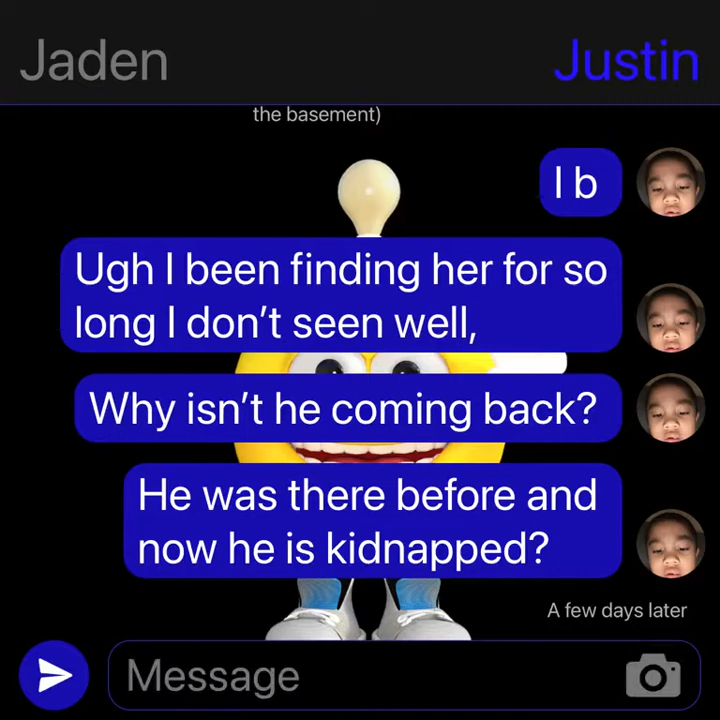 Jaden
Justin
the basement)
I b
Ugh I been finding her for so
long I don't seen well,
Why isn't he coming back?
He was there before and
now he is kidnapped?
A few days later
Message